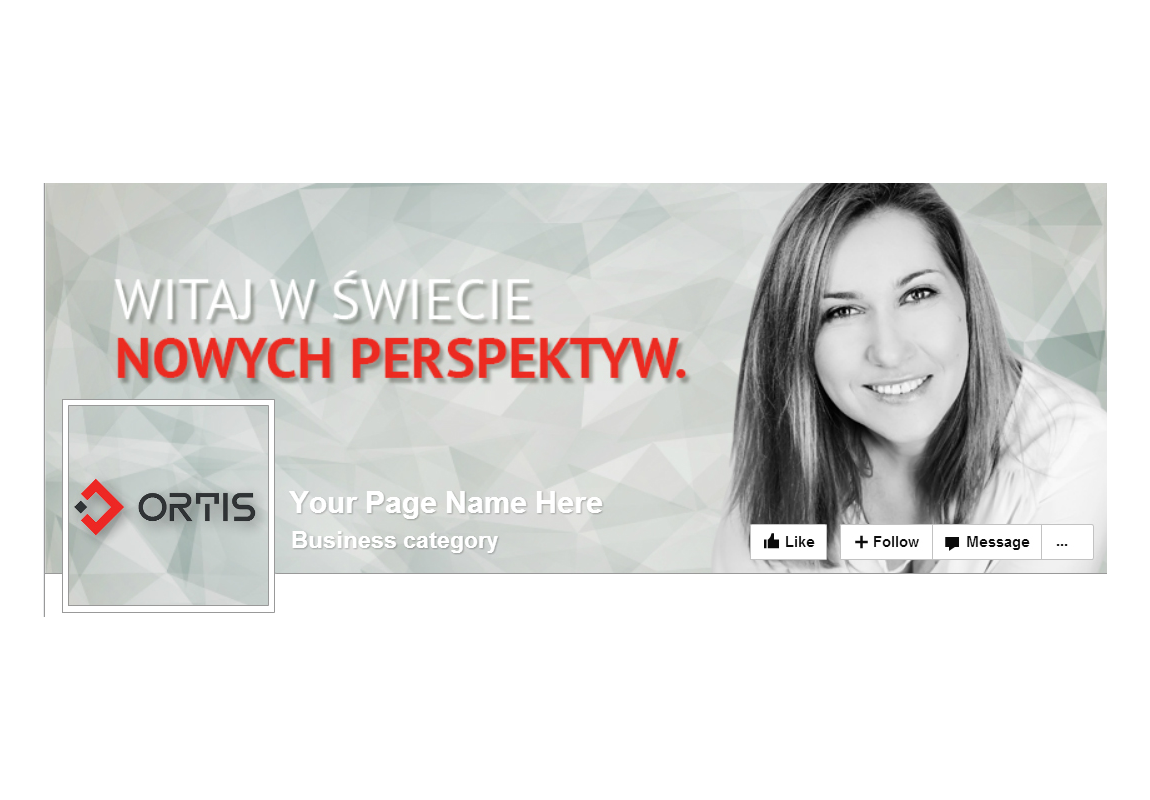 WITAJ W ŚWIECIE
NOWYCH PERSPEKTYW.
ORTIS
Your Page Name Here
Business category
Like
Follow
Message
...